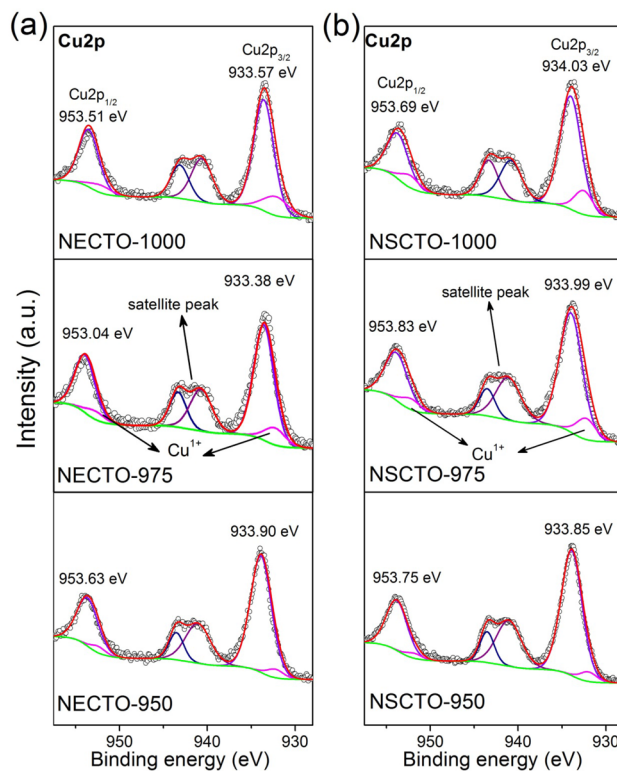 (a)
Cu2p
Cu2p1/2
953.51 eV
Cu2p3/2
933.57 eV
NECTO-1000
953.04 eV
satellite peak
933.38 eV
Cu1+
NECTO-975
953.63 eV
933.90 eV
NECTO-950
950
940
930
Binding energy (eV)
Intensity (a.u.)
(b)
Cu2p
Cu2p1/2
953.69 eV
Cu2p3/2
934.03 eV
NSCTO-1000
953.83 eV
satellite peak
933.99 eV
Cu1+
NSCTO-975
953.75 eV
933.85 eV
NSCTO-950
950
940
930
Binding energy (eV)